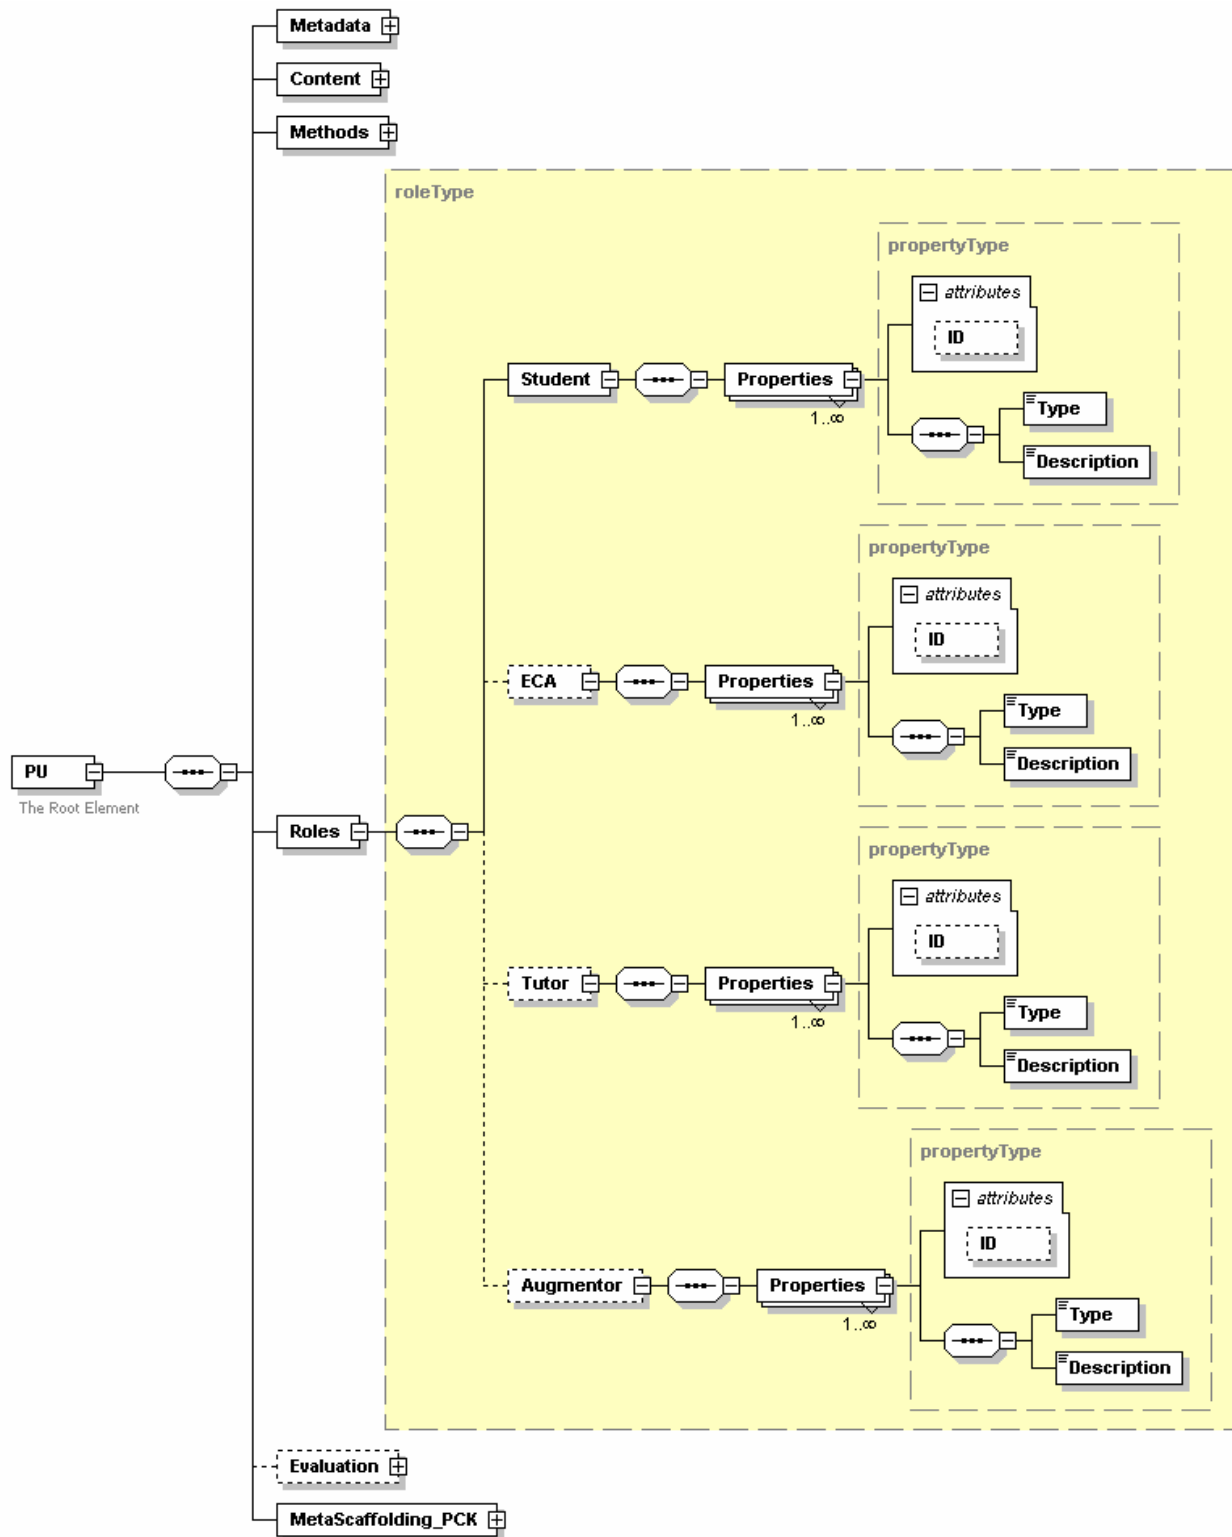 Metadata
Content
Methods
roleType
propertyType
attributes
ID
Student
Properties
1..∞
Type
Description
propertyType
attributes
ID
ECA
Properties
1..∞
Type
Description
PU
The Root Element
Roles
propertyType
attributes
ID
Tutor
Properties
1..∞
Type
Description
propertyType
attributes
ID
Augmentor
Properties
1..∞
Type
Description
Evaluation
MetaScaffolding_PCK